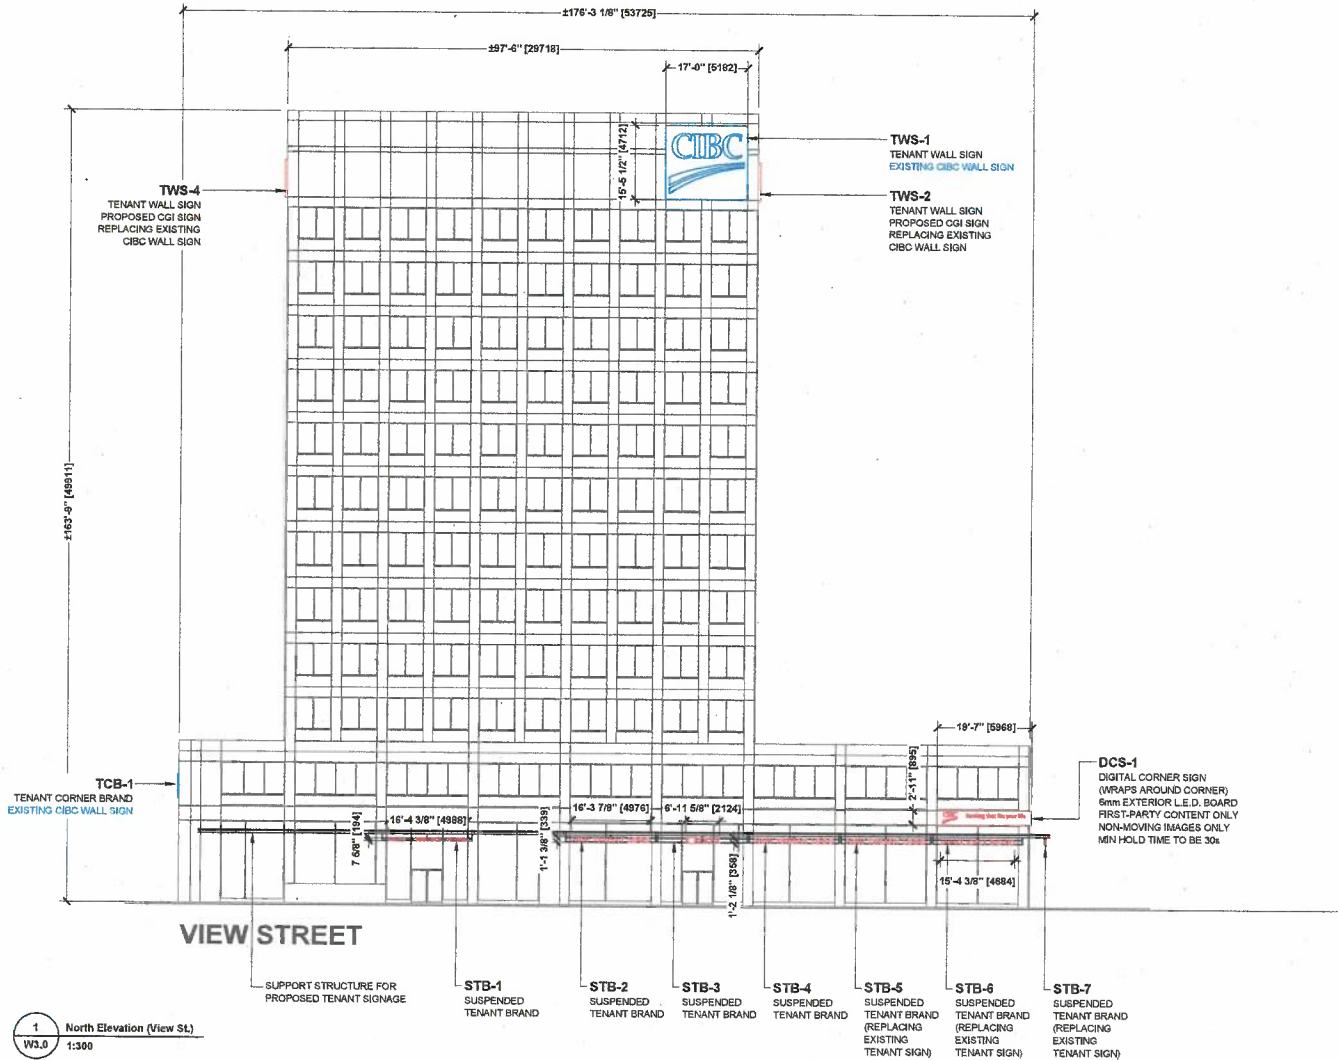 ±176'-3 1/8" [53725]
±97'-6" [29718]
17'-0" [5182]
15'-5 1/2" [4712]
CIBC
TWS-1
TENANT WALL SIGN
EXISTING CIBC WALL SIGN
TWS-2
TENANT WALL SIGN
PROPOSED CGI SIGN
REPLACING EXISTING
CIBC WALL SIGN
TWS-4
TENANT WALL SIGN
PROPOSED CGI SIGN
REPLACING EXISTING
CIBC WALL SIGN
±163'-9" [49911]
19'-7" [5968]
2'-11" [895]
DCS-1
DIGITAL CORNER SIGN
(WRAPS AROUND CORNER)
6mm EXTERIOR L.E.D. BOARD
FIRST-PARTY CONTENT ONLY
NON-MOVING IMAGES ONLY
MIN HOLD TIME TO BE 30s
TCB-1
TENANT CORNER BRAND
EXISTING CIBC WALL SIGN
Banking that fits your life
16'-4 3/8" [4988]
7 5/8" [194]
16'-3 7/8" [4976]
6'-11 5/8" [2124]
1'-1 3/8" [339]
1'-2 1/8" [358]
15'-4 3/8" [4684]
VIEW STREET
SUPPORT STRUCTURE FOR
PROPOSED TENANT SIGNAGE
STB-1
SUSPENDED
TENANT BRAND
STB-2
SUSPENDED
TENANT BRAND
STB-3
SUSPENDED
TENANT BRAND
STB-4
SUSPENDED
TENANT BRAND
STB-5
SUSPENDED
TENANT BRAND
(REPLACING
EXISTING
TENANT SIGN)
STB-6
SUSPENDED
TENANT BRAND
(REPLACING
EXISTING
TENANT SIGN)
STB-7
SUSPENDED
TENANT BRAND
(REPLACING
EXISTING
TENANT SIGN)
1
W3.0
North Elevation (View St.)
1:300